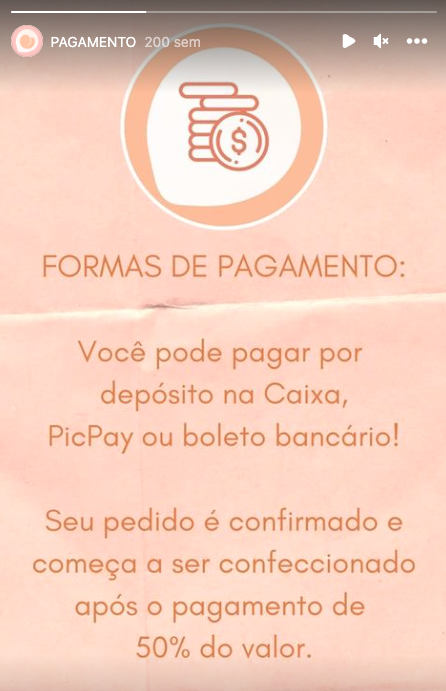 PAGAMENTO 200 sem
$
FORMAS DE PAGAMENTO:
Você pode pagar por
depósito na Caixa,
PicPay ou boleto bancário!
Seu pedido é confirmado e
começa a ser confeccionado
após o pagamento de
50% do valor.